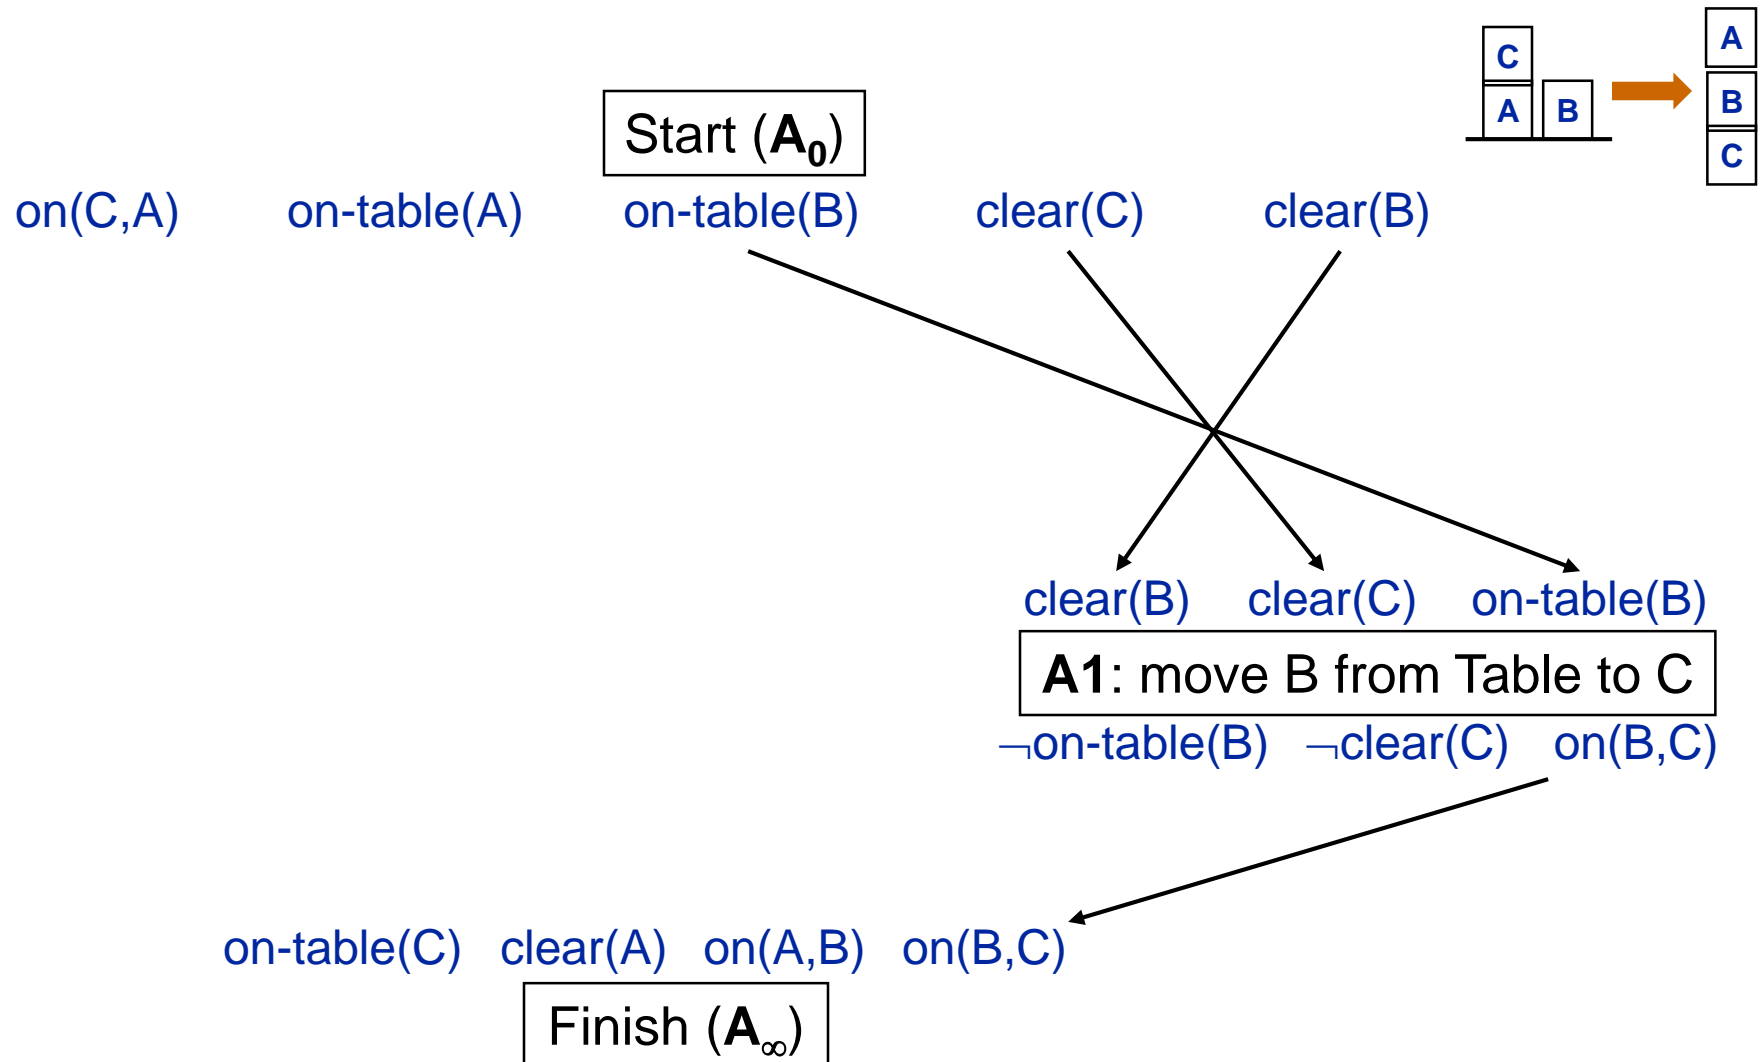 C
A
A B
B
C
Start (A₀)
on(C,A) on-table(A) on-table(B) clear(C) clear(B)
clear(B) clear(C) on-table(B)
A1: move B from Table to C
¬on-table(B) ¬clear(C) on(B,C)
on-table(C) clear(A) on(A,B) on(B,C)
Finish (A∞)